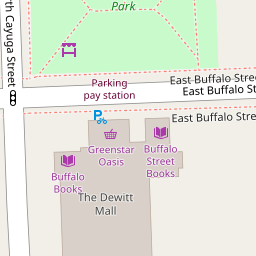 Park
th Cayuga Street
Parking
pay station
East Buffalo Street
East Buffalo St
East Buffalo Stree
Greenstar
Oasis
Buffalo
Street
Books
Buffalo
Books
The Dewitt
Mall